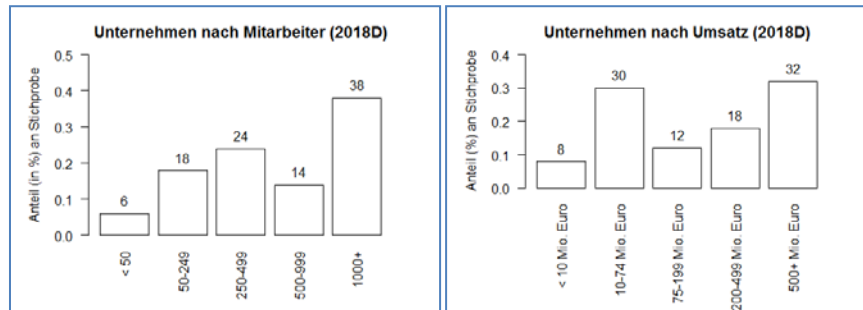 Unternehmen nach Mitarbeiter (2018D)
Anteil (in %) an Stichprobe
0.5
0.4
0.3
0.2
0.1
0.0
6
18
24
14
38
< 50
50-249
250-499
500-999
1000+
Unternehmen nach Umsatz (2018D)
Anteil (%) an Stichprobe
0.4
0.3
0.2
0.1
0.0
8
30
12
18
32
< 10 Mio. Euro
10-74 Mio. Euro
75-199 Mio. Euro
200-499 Mio. Euro
500+ Mio. Euro